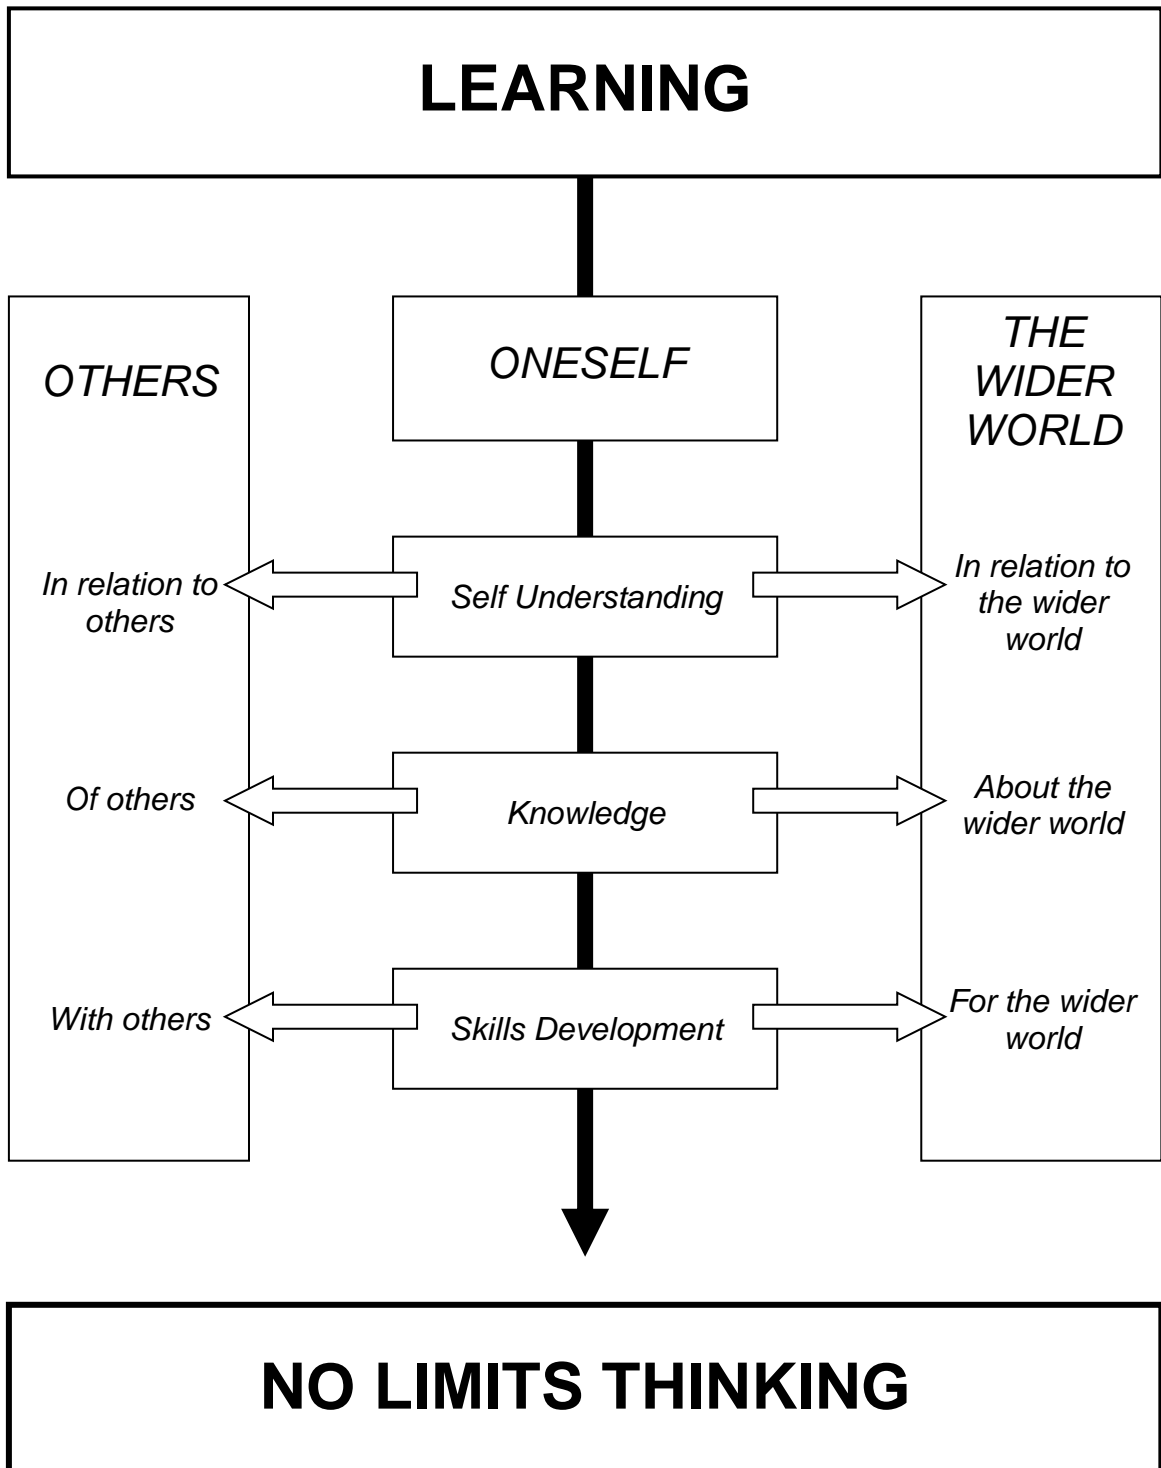 LEARNING
OTHERS
ONESELF
THE
WIDER
WORLD
In relation to
others
Self Understanding
In relation to
the wider
world
Of others
Knowledge
About the
wider world
With others
Skills Development
For the wider
world
NO LIMITS THINKING